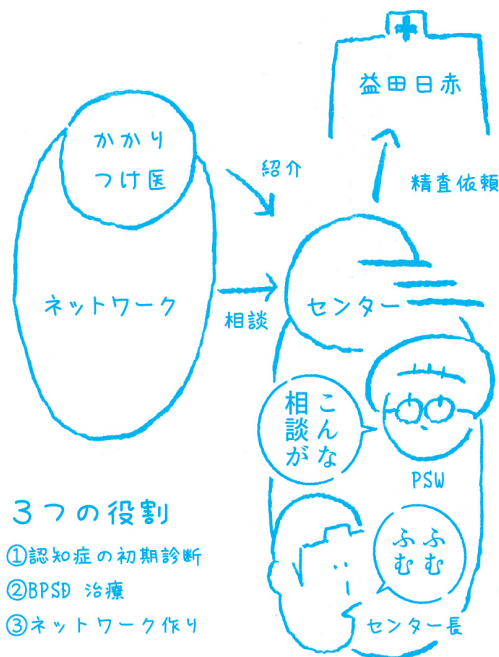 益田日赤
かかり
つけ医
紹介
精査依頼
ネットワーク
相談
センター
こんな
相談が
PSW
ふむ
ふむ
センター長
3つの役割
①認知症の初期診断
②BPSD 治療
③ネットワーク作り